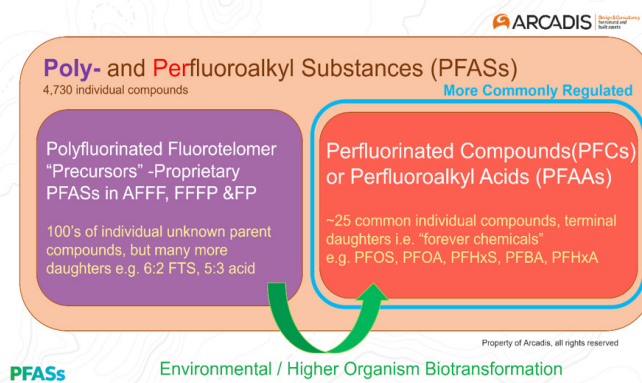 ARCADIS Design & Consultancy
for natural and
built assets
Poly- and Perfluoroalkyl Substances (PFASs)
4,730 individual compounds
More Commonly Regulated
Polyfluorinated Fluorotelomer
“Precursors” -Proprietary
PFASs in AFFF, FFFP &FP
100’s of individual unknown parent
compounds, but many more
daughters e.g. 6:2 FTS, 5:3 acid
Perfluorinated Compounds(PFCs)
or Perfluoroalkyl Acids (PFAAs)
~25 common individual compounds, terminal
daughters i.e. “forever chemicals”
e.g. PFOS, PFOA, PFHxS, PFBA, PFHxA
Property of Arcadis, all rights reserved
PFASs
Environmental / Higher Organism Biotransformation